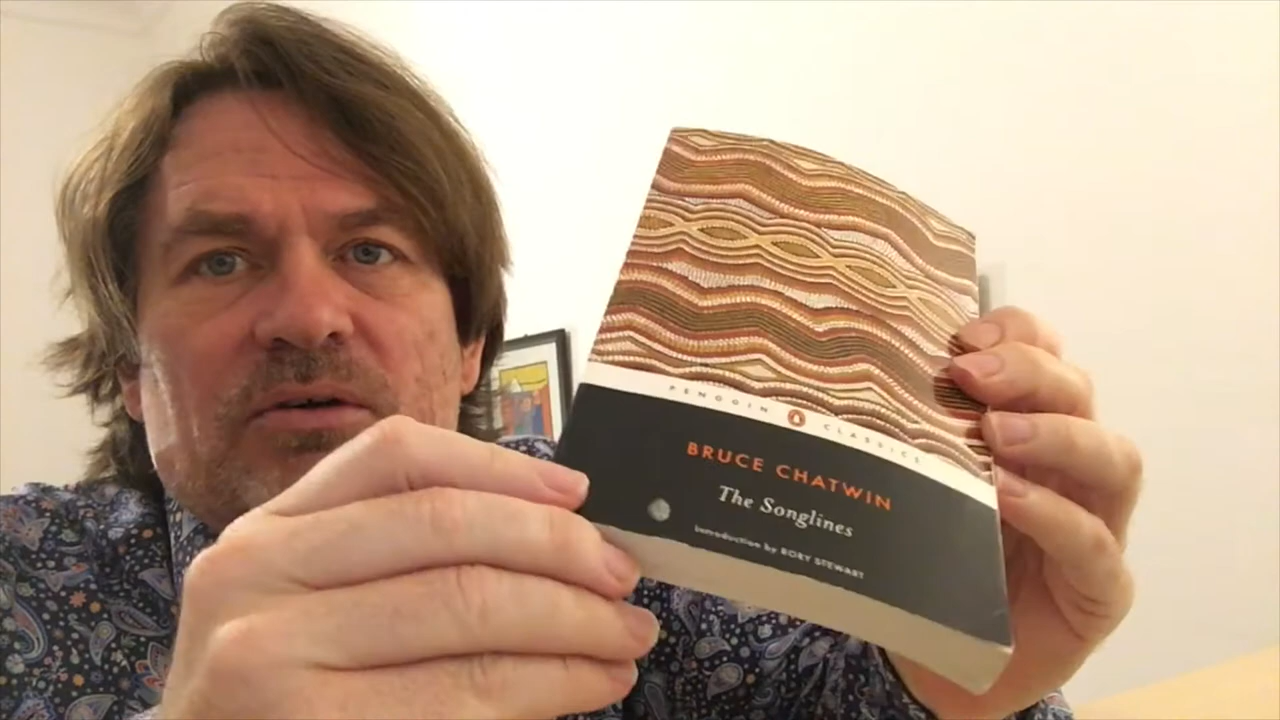 PENGUIN CLASSICS
BRUCE CHATWIN
The Songlines
Introduction by RORY STEWART